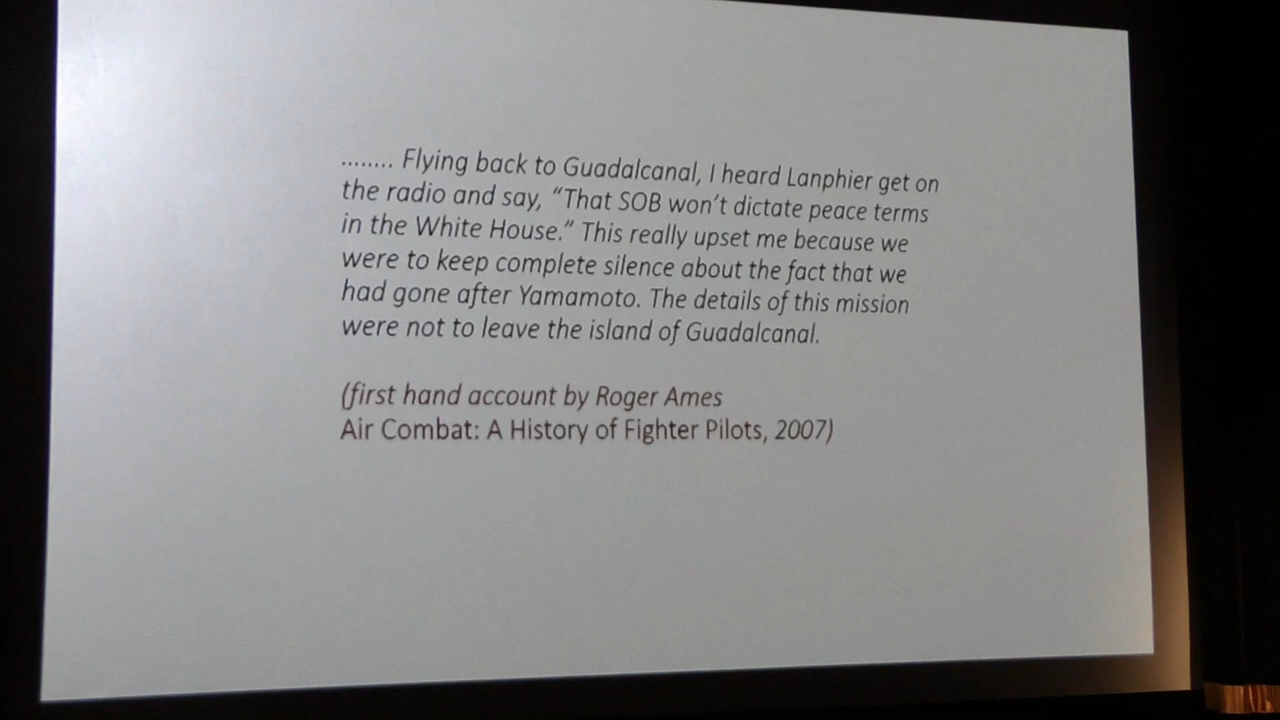 ........ Flying back to Guadalcanal, I heard Lanphier get on
the radio and say, “That SOB won’t dictate peace terms
in the White House.” This really upset me because we
were to keep complete silence about the fact that we
had gone after Yamamoto. The details of this mission
were not to leave the island of Guadalcanal.
(first hand account by Roger Ames
Air Combat: A History of Fighter Pilots, 2007)